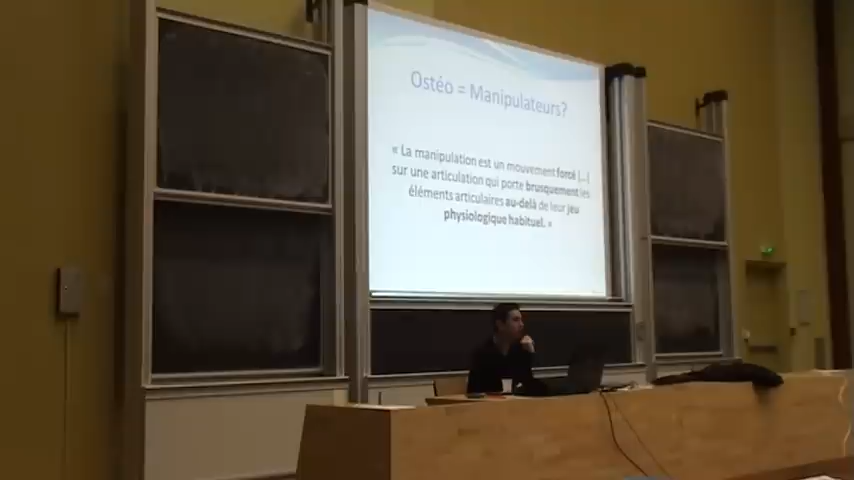 Ostéo = Manipulateurs?
« La manipulation est un mouvement forcé [...]
sur une articulation qui porte brusquement les
éléments articulaires au-delà de leur jeu
physiologique habituel. »